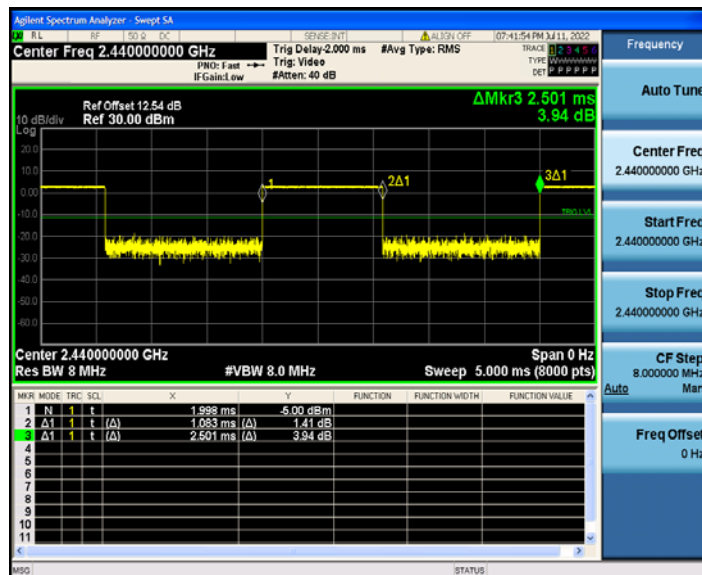 Agilent Spectrum Analyzer - Swept SA
RL RF 50 Ω DC SENSE:INT ALIGN OFF 07:41:54 PM Jul 11, 2022
Center Freq 2.440000000 GHz
Trig Delay-2.000 ms #Avg Type: RMS
TRACE 1 2 3 4 5 6
PNO: Fast Trig: Video
TYPE WWWWWW
IFGain:Low #Atten: 40 dB
DET P P P P P P
ΔMkr3 2.501 ms
3.94 dB
Ref Offset 12.54 dB
10 dB/div Ref 30.00 dBm
Log
20.0
10.0
0.00
-10.0
-20.0
-30.0
-40.0
-50.0
-60.0
1
2Δ1
3Δ1
TRIG LVL
Center 2.440000000 GHz Span 0 Hz
Res BW 8 MHz #VBW 8.0 MHz Sweep 5.000 ms (8000 pts)
MKR MODE TRC SCL X Y FUNCTION FUNCTION WIDTH FUNCTION VALUE
1 N 1 t 1.998 ms -5.00 dBm
2 Δ1 1 t (Δ) 1.083 ms (Δ) 1.41 dB
3 Δ1 1 t (Δ) 2.501 ms (Δ) 3.94 dB
4
5
6
7
8
9
10
11
MSG STATUS
Frequency
Auto Tune
Center Freq
2.440000000 GHz
Start Freq
2.440000000 GHz
Stop Freq
2.440000000 GHz
CF Step
8.000000 MHz
Auto Man
Freq Offset
0 Hz